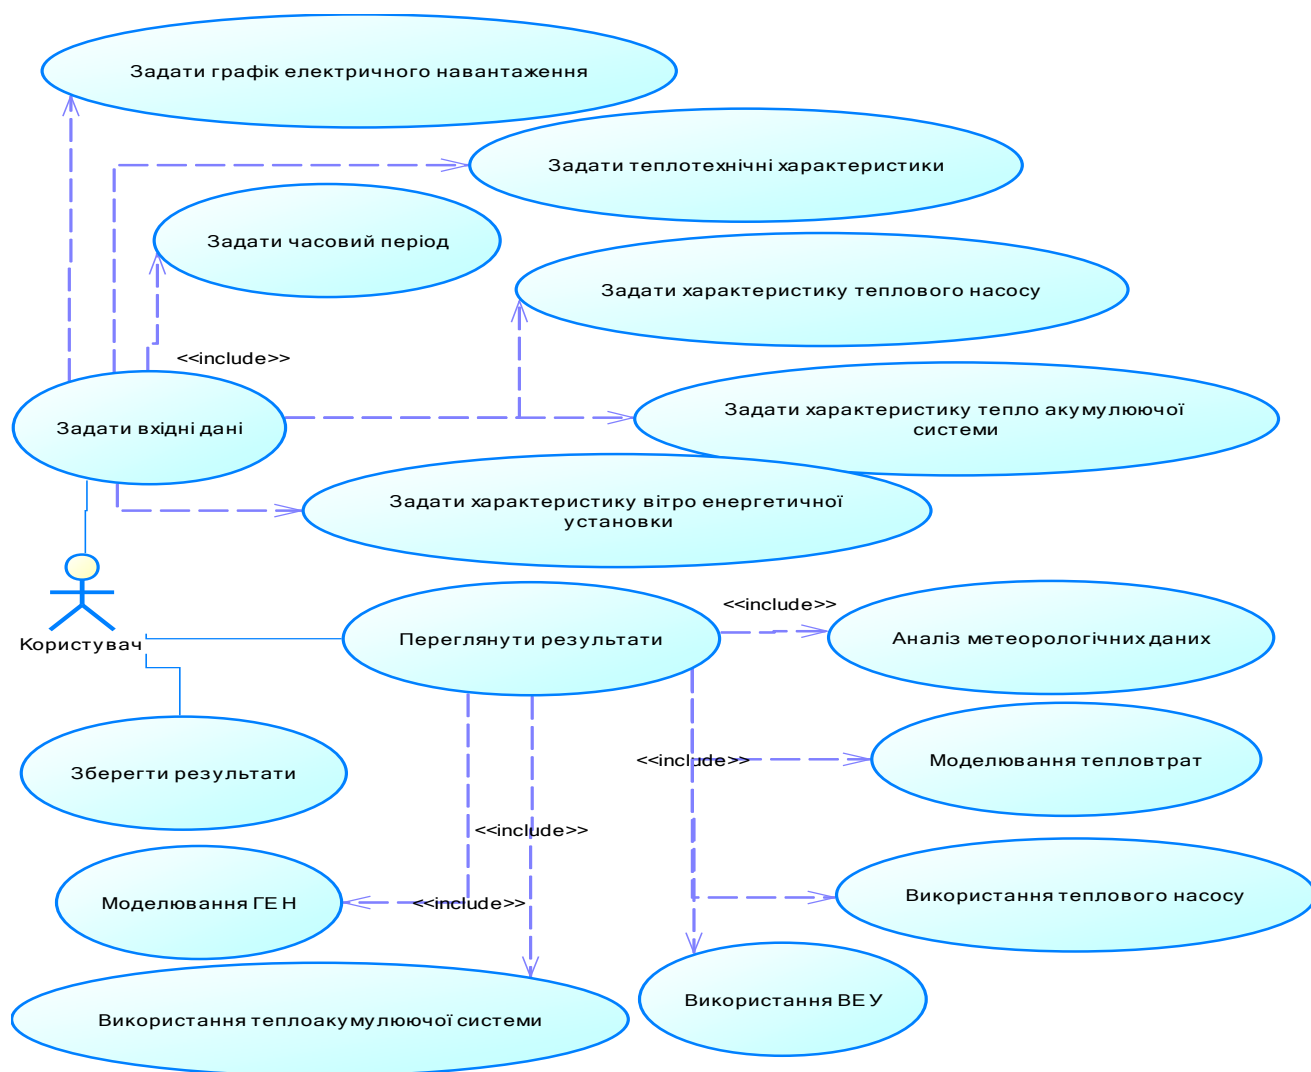 Задати графік електричного навантаження
Задати теплотехнічні характеристики
Задати часовий період
Задати характеристику теплового насосу
<<include>>
Задати характеристику тепло акумулюючої
системи
Задати вхідні дані
Задати характеристику вітро енергетичної
установки
<<include>>
Користувач
Переглянути результати
Аналіз метеорологічних даних
<<include>>
Моделювання тепловтрат
Зберегти результати
<<include>>
Використання теплового насосу
Моделювання ГЕН
<<include>>
Використання ВЕУ
Використання теплоакумулюючої системи